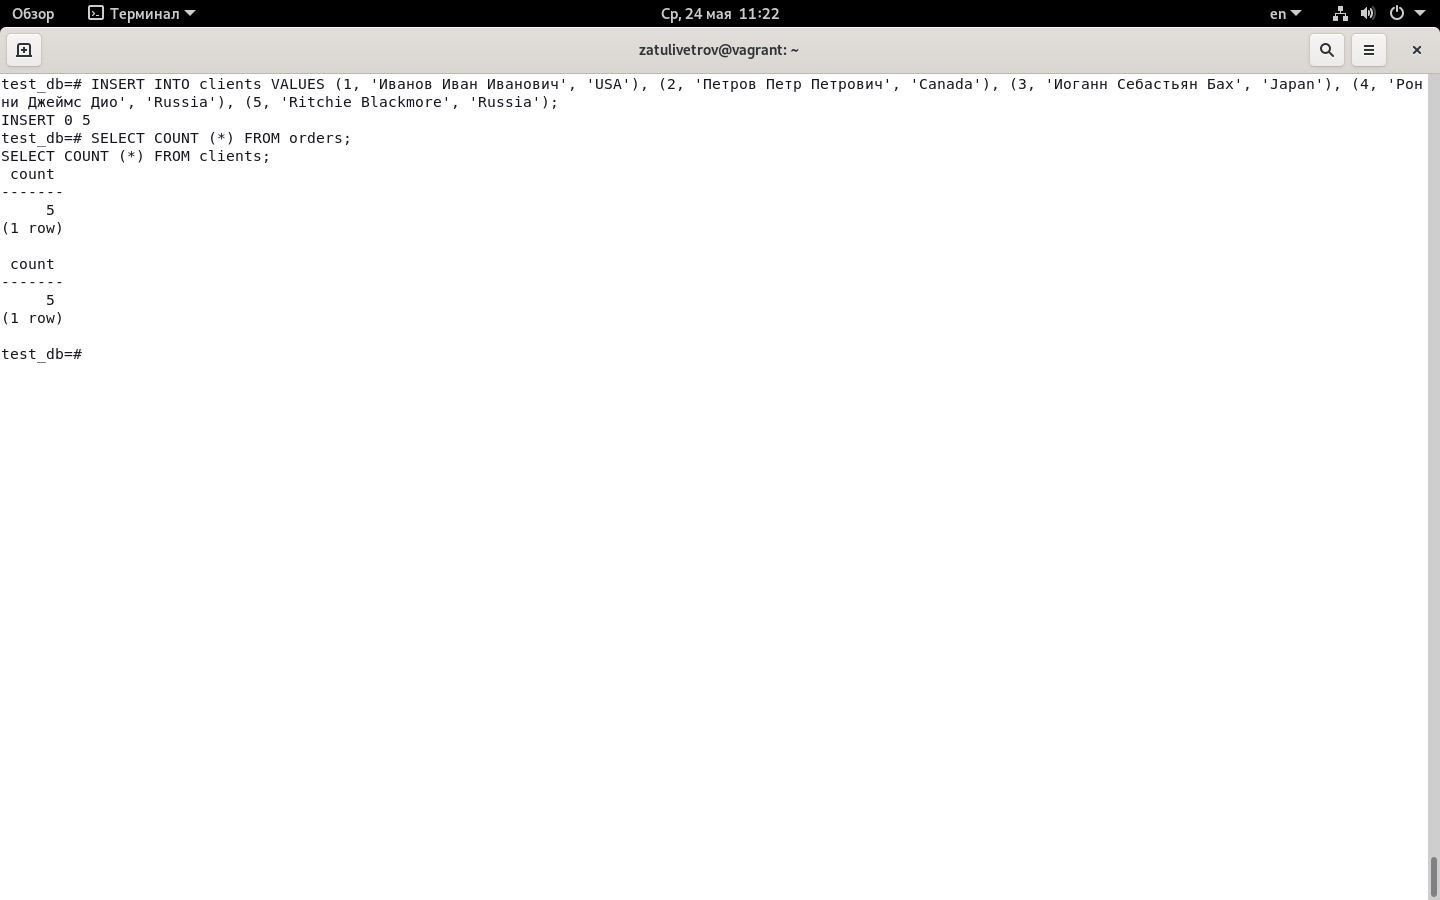 Обзор Терминал Ср, 24 мая 11:22 en
zatulivetrov@vagrant: ~
test_db=# INSERT INTO clients VALUES (1, 'Иванов Иван Иванович', 'USA'), (2, 'Петров Петр Петрович', 'Canada'), (3, 'Иоганн Себастьян Бах', 'Japan'), (4, 'Рон
ни Джеймс Дио', 'Russia'), (5, 'Ritchie Blackmore', 'Russia');
INSERT 0 5
test_db=# SELECT COUNT (*) FROM orders;
SELECT COUNT (*) FROM clients;
count
-------
5
(1 row)
count
-------
5
(1 row)
test_db=#